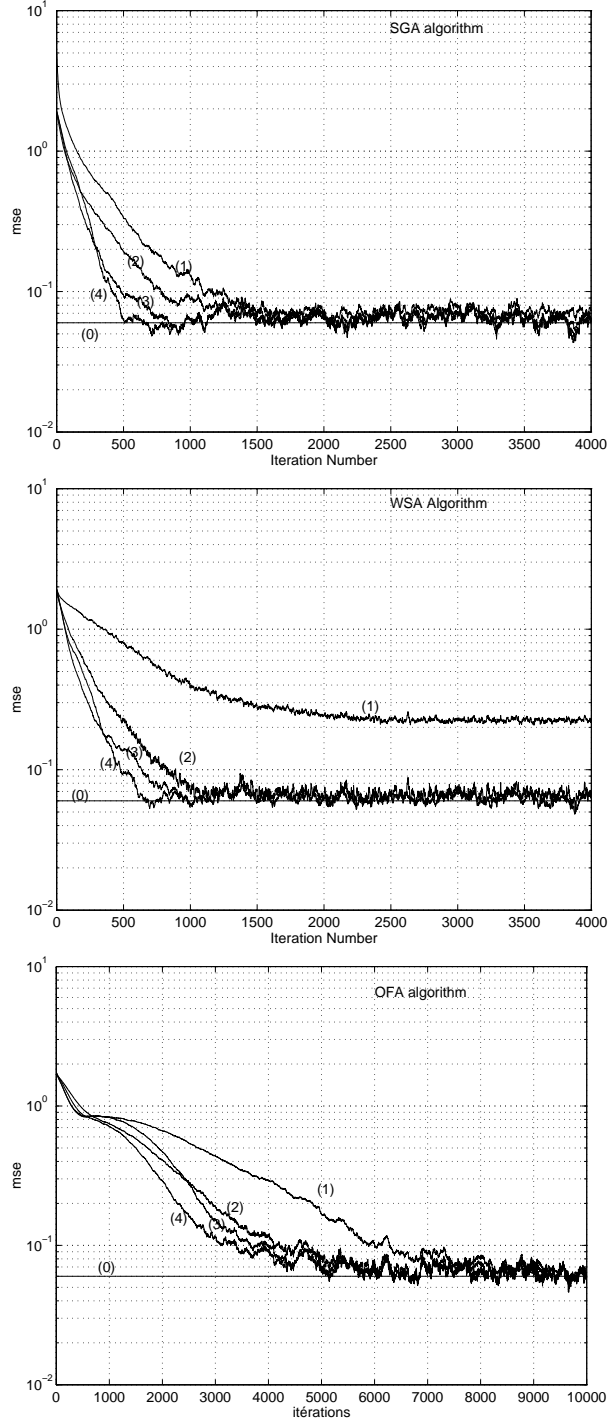 10^1
SGA algorithm
10^0
mse
(1)
(2)
10^-1
(4)
(3)
(0)
10^-2
0 500 1000 1500 2000 2500 3000 3500 4000
Iteration Number
10^1
WSA Algorithm
10^0
mse
(1)
(2)
(3)
(4)
10^-1
(0)
10^-2
0 500 1000 1500 2000 2500 3000 3500 4000
Iteration Number
10^1
OFA algorithm
10^0
mse
(1)
(2)
(4)
(3)
10^-1
(0)
10^-2
0 1000 2000 3000 4000 5000 6000 7000 8000 9000 10000
itérations